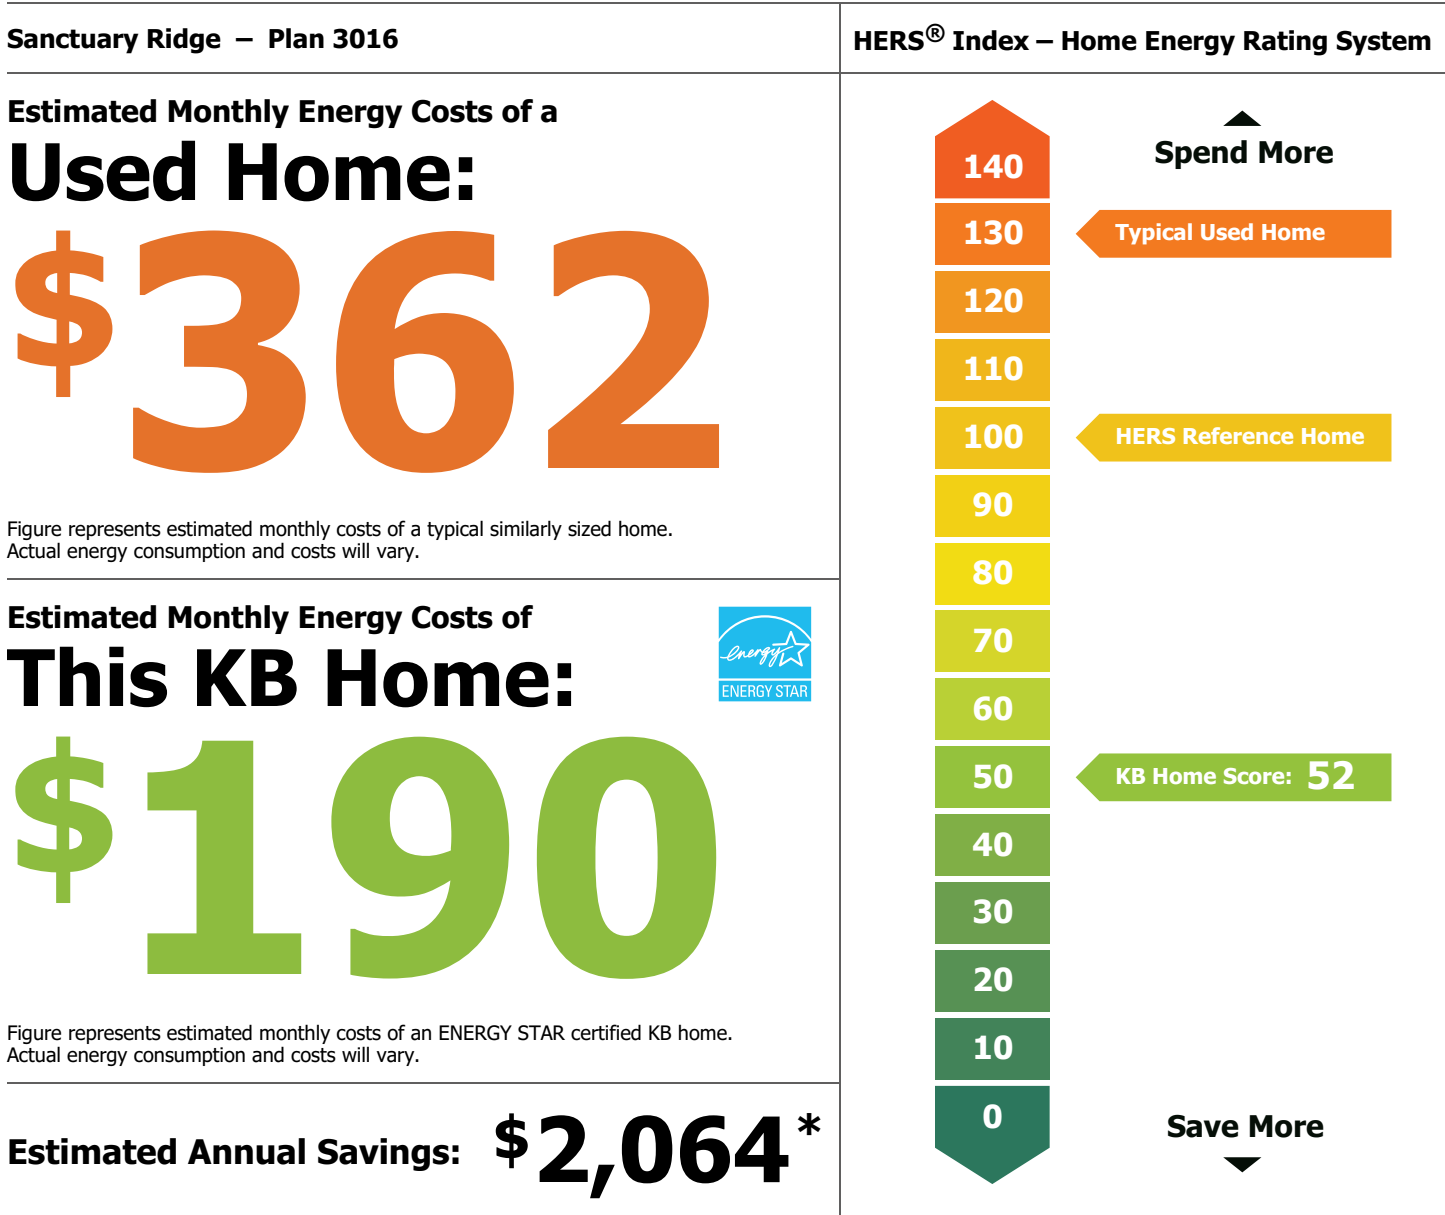 Sanctuary Ridge – Plan 3016
Estimated Monthly Energy Costs of a
Used Home:
$362
Figure represents estimated monthly costs of a typical similarly sized home.
Actual energy consumption and costs will vary.
Estimated Monthly Energy Costs of
This KB Home:
energy
ENERGY STAR
$190
Figure represents estimated monthly costs of an ENERGY STAR certified KB home.
Actual energy consumption and costs will vary.
Estimated Annual Savings: $2,064*
HERS® Index – Home Energy Rating System
Spend More
140
130 Typical Used Home
120
110
100 HERS Reference Home
90
80
70
60
50 KB Home Score: 52
40
30
20
10
0
Save More